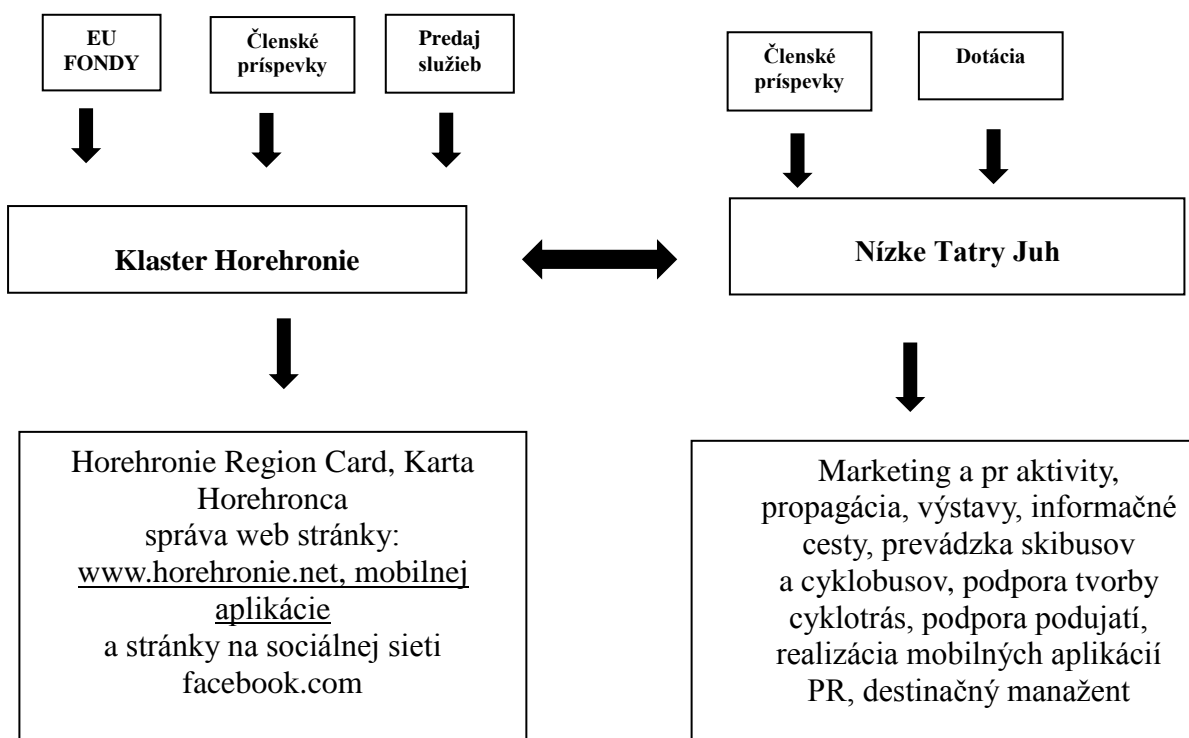 EU
FONDY
Členské
príspevky
Predaj
služieb
Členské
príspevky
Dotácia
Klaster Horehronie
Nízke Tatry Juh
Horehronie Region Card, Karta
Horehronca
správa web stránky:
www.horehronie.net, mobilnej
aplikácie
a stránky na sociálnej sieti
facebook.com
Marketing a pr aktivity,
propagácia, výstavy, informačné
cesty, prevádzka skibusov
a cyklobusov, podpora tvorby
cyklotrás, podpora podujatí,
realizácia mobilných aplikácií
PR, destinačný manažent